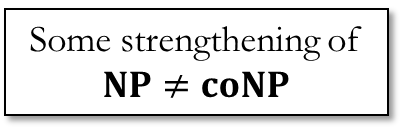 Some strengthening of
NP ≠ coNP